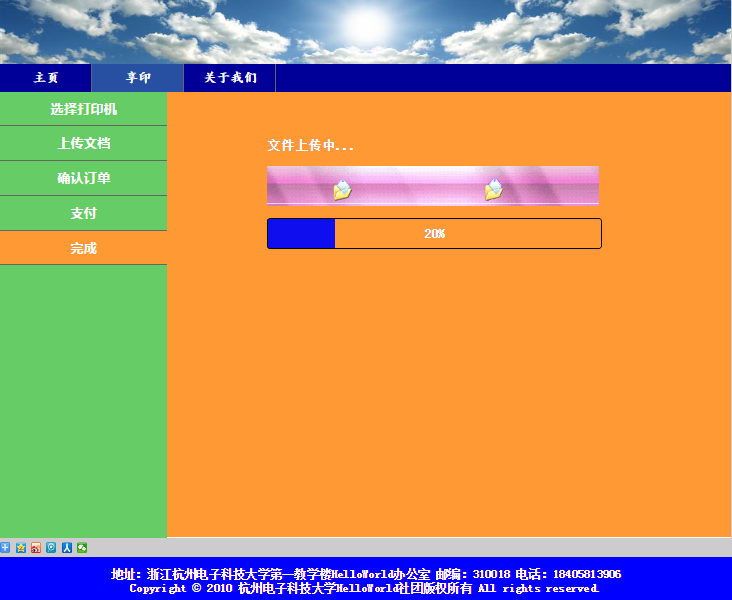 主页 享印 关于我们
选择打印机
上传文档
确认订单
支付
完成
文件上传中...
20%
地址: 浙江杭州电子科技大学第一教学楼HelloWorld办公室 邮编: 310018 电话: 18405813906
Copyright © 2010 杭州电子科技大学HelloWorld社团版权所有 All rights reserved.